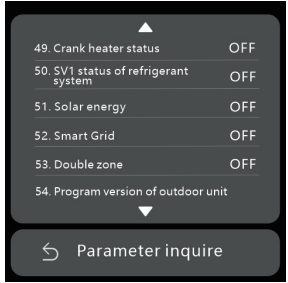 49. Crank heater status OFF
50. SV1 status of refrigerant
system OFF
51. Solar energy OFF
52. Smart Grid OFF
53. Double zone OFF
54. Program version of outdoor unit
Parameter inquire